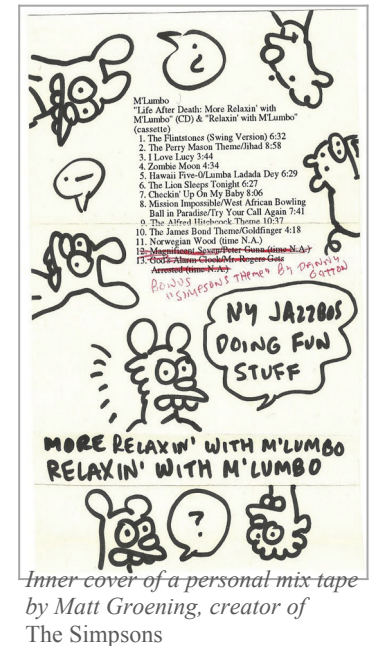 M'Lumbo
"Life After Death: More Relaxin' with
M'Lumbo" (CD) & "Relaxin' with M'Lumbo"
(cassette)
1. The Flintstones (Swing Version) 6:32
2. The Perry Mason Theme/Jihad 8:58
3. I Love Lucy 3:44
4. Zombie Moon 4:34
5. Hawaii Five-0/Lumba Ladada Dey 6:29
6. The Lion Sleeps Tonight 6:27
7. Checkin' Up On My Baby 8:06
8. Mission Impossible/West African Bowling
Ball in Paradise/Try Your Call Again 7:41
9. The Alfred Hitchcock Theme 10:37
10. The James Bond Theme/Goldfinger 4:18
11. Norwegian Wood (time N.A.)
12. Magnificent Seven/Peter Gunn (time N.A.)
13. God's Alarm Clock/Mr. Rogers Gets
Arrested (time N.A.)
BONUS
"SIMPSONS THEME" BY DANNY
GATTON
NY JAZZBOS
DOING FUN
STUFF
MORE RELAXIN' WITH M'LUMBO
RELAXIN' WITH M'LUMBO
?
Inner cover of a personal mix tape
by Matt Groening, creator of
The Simpsons